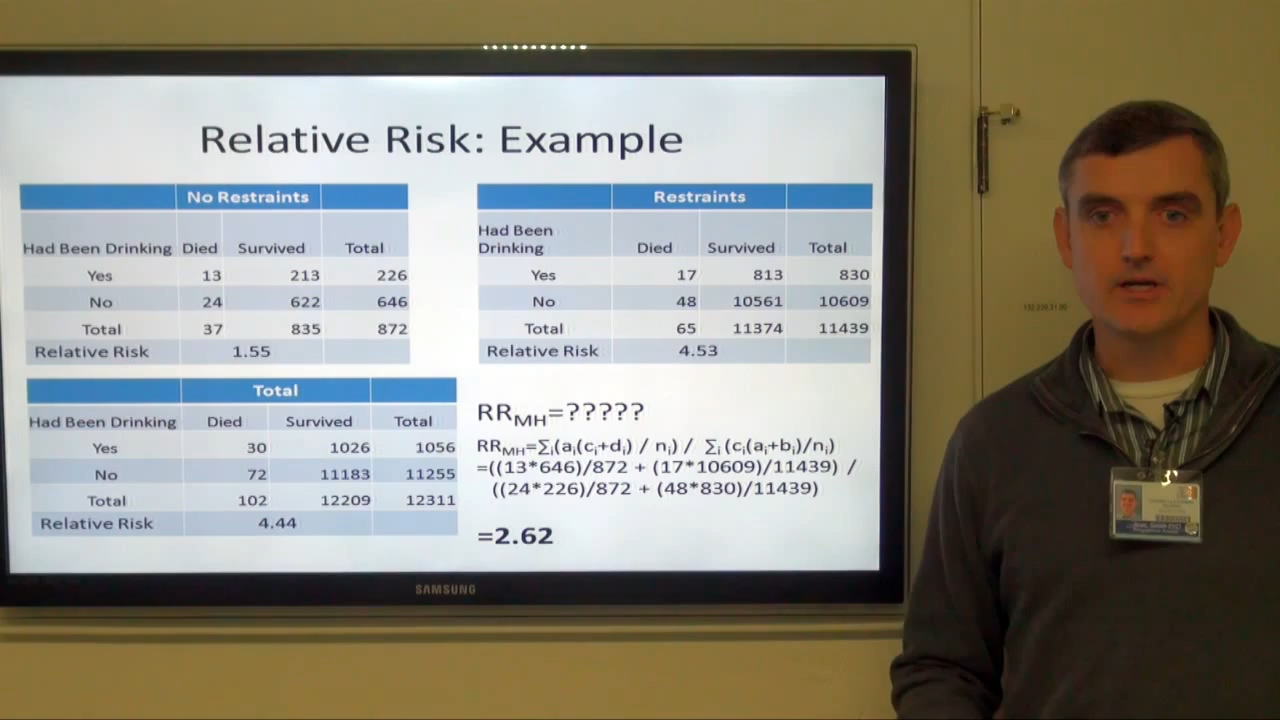 Relative Risk: Example
No Restraints
Had Been Drinking Died Survived Total
Yes 13 213 226
No 24 622 646
Total 37 835 872
Relative Risk 1.55
Restraints
Had Been
Drinking Died Survived Total
Yes 17 813 830
No 48 10561 10609
Total 65 11374 11439
Relative Risk 4.53
Total
Had Been Drinking Died Survived Total
Yes 30 1026 1056
No 72 11183 11255
Total 102 12209 12311
Relative Risk 4.44
RRMH=?????
RRMH=∑i(ai(ci+di) / ni) / ∑i (ci(ai+bi)/ni)
=((13*646)/872 + (17*10609)/11439) /
((24*226)/872 + (48*830)/11439)
=2.62
SAMSUNG